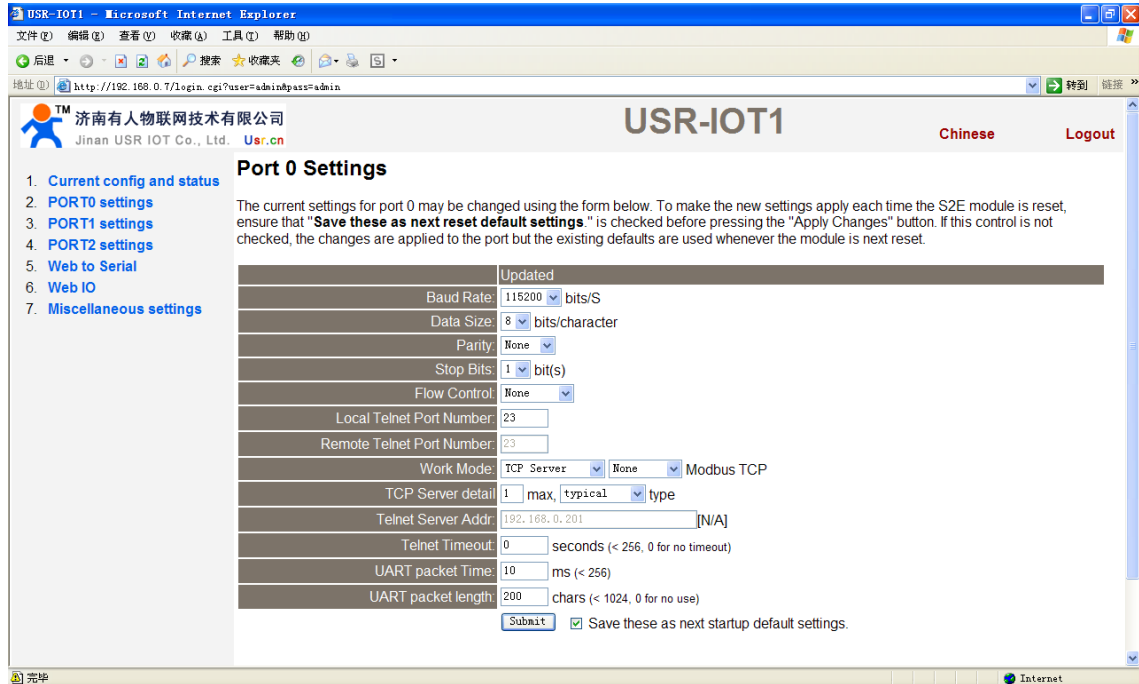 USR-IOT1 - Microsoft Internet Explorer
文件(F) 编辑(E) 查看(V) 收藏(A) 工具(T) 帮助(H)
后退 搜索 收藏夹
地址(D) http://192.168.0.7/login.cgi?user=admin&pass=admin 转到 链接 »
TM 济南有人物联网技术有限公司
Jinan USR IOT Co., Ltd. Usr.cn
USR-IOT1
Chinese Logout
1. Current config and status
2. PORT0 settings
3. PORT1 settings
4. PORT2 settings
5. Web to Serial
6. Web IO
7. Miscellaneous settings
Port 0 Settings
The current settings for port 0 may be changed using the form below. To make the new settings apply each time the S2E module is reset,
ensure that "Save these as next reset default settings." is checked before pressing the "Apply Changes" button. If this control is not
checked, the changes are applied to the port but the existing defaults are used whenever the module is next reset.
Updated
Baud Rate: 115200 bits/S
Data Size: 8 bits/character
Parity: None
Stop Bits: 1 bit(s)
Flow Control: None
Local Telnet Port Number: 23
Remote Telnet Port Number: 23
Work Mode: TCP Server None Modbus TCP
TCP Server detail 1 max, typical type
Telnet Server Addr: 192.168.0.201 [N/A]
Telnet Timeout: 0 seconds (< 256, 0 for no timeout)
UART packet Time: 10 ms (< 256)
UART packet length: 200 chars (< 1024, 0 for no use)
Submit Save these as next startup default settings.
完毕 Internet